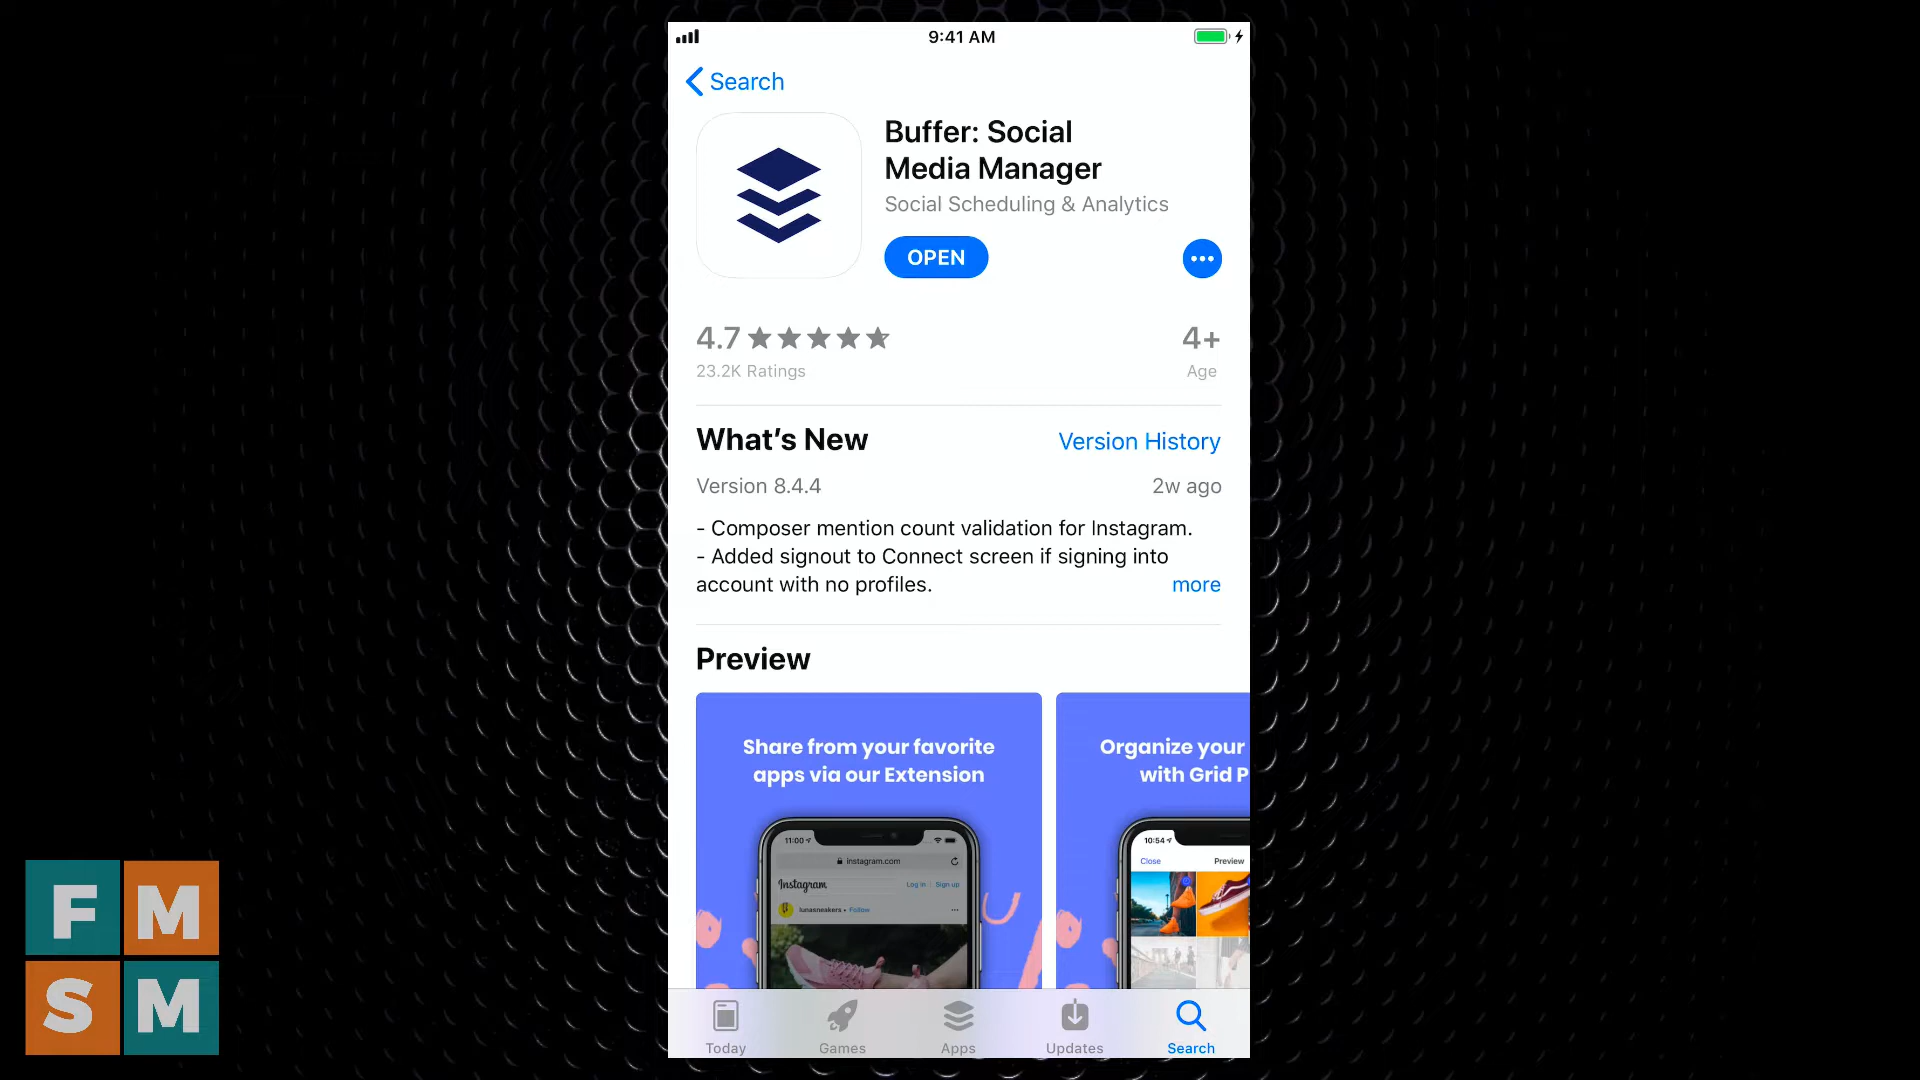 9:41 AM
Search
Buffer: Social
Media Manager
Social Scheduling & Analytics
OPEN
4.7
4+
23.2K Ratings
Age
What's New
Version History
Version 8.4.4
2w ago
- Composer mention count validation for Instagram.
- Added signout to Connect screen if signing into
account with no profiles.
more
Preview
Share from your favorite
apps via our Extension
11:00
instagram.com
Instagram
Log in | Sign up
lunasneakers • Follow
Organize your
with Grid P
10:54
Close
Preview
Today
Games
Apps
Updates
Search
F M
S M